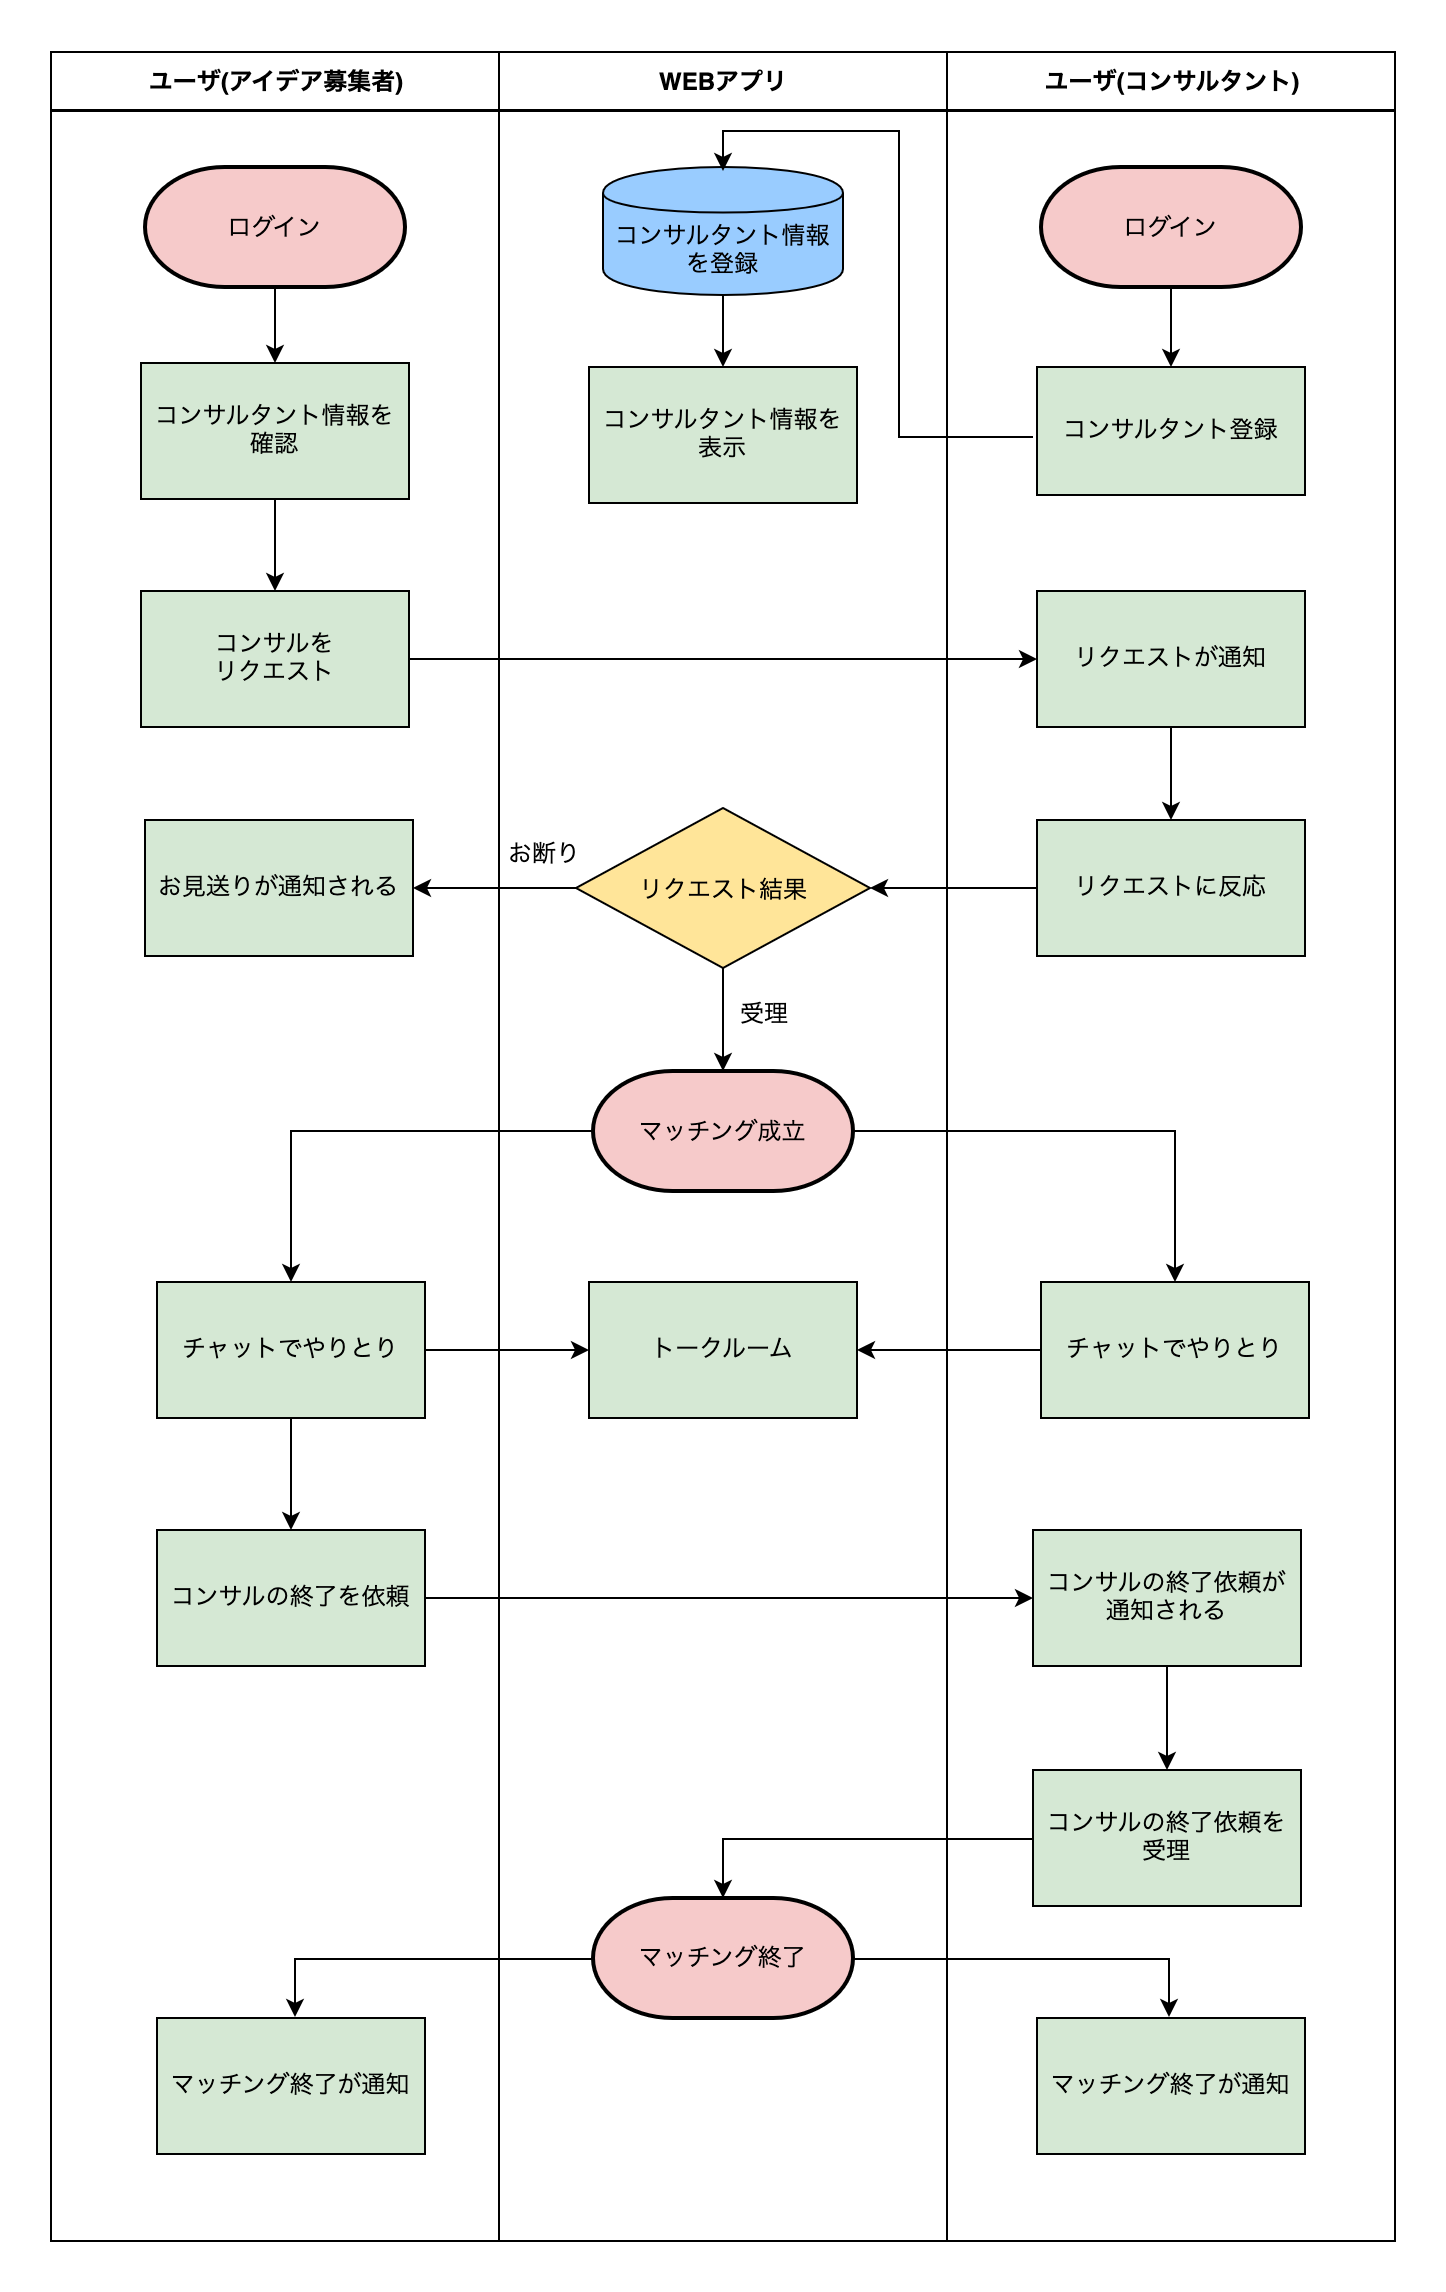 ユーザ(アイデア募集者)
WEBアプリ
ユーザ(コンサルタント)
ログイン
コンサルタント情報
を登録
ログイン
コンサルタント情報を
確認
コンサルタント情報を
表示
コンサルタント登録
コンサルを
リクエスト
リクエストが通知
お見送りが通知される
お断り
リクエスト結果
リクエストに反応
受理
マッチング成立
チャットでやりとり
トークルーム
チャットでやりとり
コンサルの終了を依頼
コンサルの終了依頼が
通知される
コンサルの終了依頼を
受理
マッチング終了
マッチング終了が通知
マッチング終了が通知